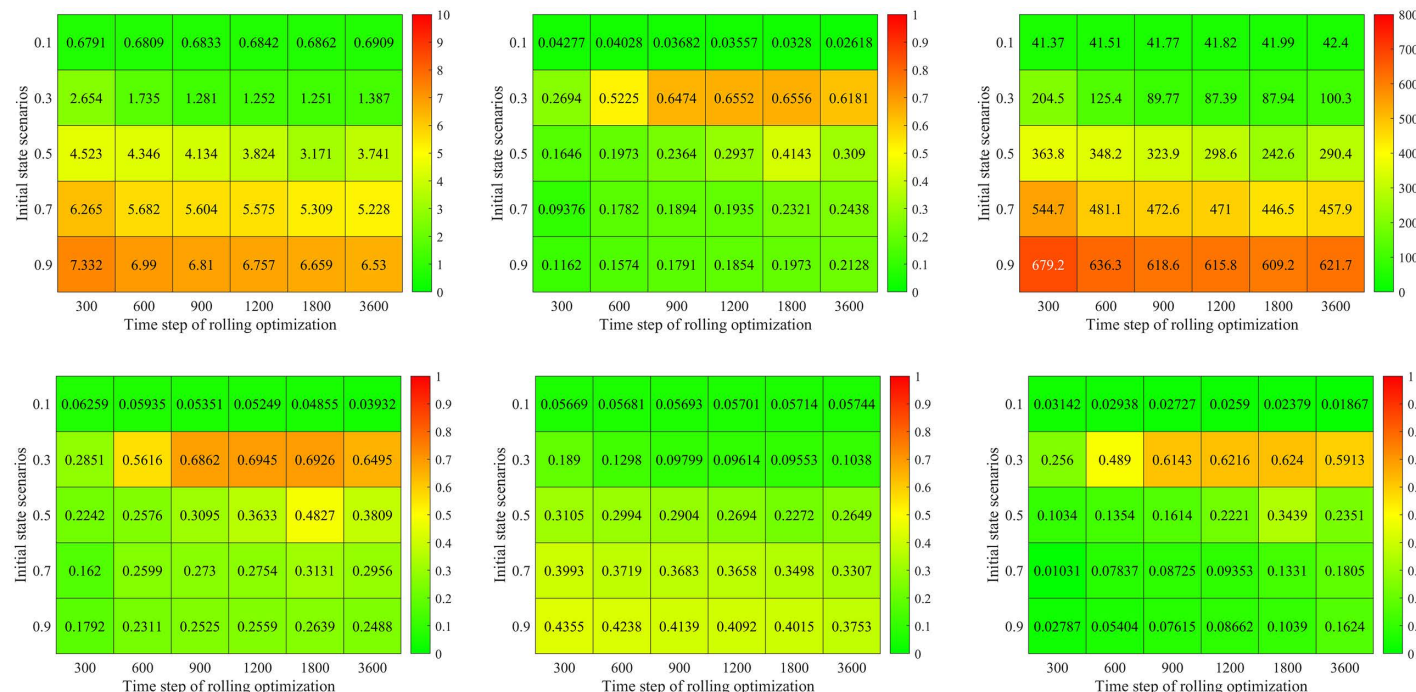 10
9
8
7
6
5
4
3
2
1
0
0.1 0.6791 0.6809 0.6833 0.6842 0.6862 0.6909
0.3 2.654 1.735 1.281 1.252 1.251 1.387
0.5 4.523 4.346 4.134 3.824 3.171 3.741
0.7 6.265 5.682 5.604 5.575 5.309 5.228
0.9 7.332 6.99 6.81 6.757 6.659 6.53
Initial state scenarios
300 600 900 1200 1800 3600
Time step of rolling optimization
1
0.9
0.8
0.7
0.6
0.5
0.4
0.3
0.2
0.1
0
0.1 0.04277 0.04028 0.03682 0.03557 0.0328 0.02618
0.3 0.2694 0.5225 0.6474 0.6552 0.6556 0.6181
0.5 0.1646 0.1973 0.2364 0.2937 0.4143 0.309
0.7 0.09376 0.1782 0.1894 0.1935 0.2321 0.2438
0.9 0.1162 0.1574 0.1791 0.1854 0.1973 0.2128
Initial state scenarios
300 600 900 1200 1800 3600
Time step of rolling optimization
800
700
600
500
400
300
200
100
0
0.1 41.37 41.51 41.77 41.82 41.99 42.4
0.3 204.5 125.4 89.77 87.39 87.94 100.3
0.5 363.8 348.2 323.9 298.6 242.6 290.4
0.7 544.7 481.1 472.6 471 446.5 457.9
0.9 679.2 636.3 618.6 615.8 609.2 621.7
Initial state scenarios
300 600 900 1200 1800 3600
Time step of rolling optimization
1
0.9
0.8
0.7
0.6
0.5
0.4
0.3
0.2
0.1
0
0.1 0.06259 0.05935 0.05351 0.05249 0.04855 0.03932
0.3 0.2851 0.5616 0.6862 0.6945 0.6926 0.6495
0.5 0.2242 0.2576 0.3095 0.3633 0.4827 0.3809
0.7 0.162 0.2599 0.273 0.2754 0.3131 0.2956
0.9 0.1792 0.2311 0.2525 0.2559 0.2639 0.2488
Initial state scenarios
300 600 900 1200 1800 3600
Time step of rolling optimization
1
0.9
0.8
0.7
0.6
0.5
0.4
0.3
0.2
0.1
0
0.1 0.05669 0.05681 0.05693 0.05701 0.05714 0.05744
0.3 0.189 0.1298 0.09799 0.09614 0.09553 0.1038
0.5 0.3105 0.2994 0.2904 0.2694 0.2272 0.2649
0.7 0.3993 0.3719 0.3683 0.3658 0.3498 0.3307
0.9 0.4355 0.4238 0.4139 0.4092 0.4015 0.3753
Initial state scenarios
300 600 900 1200 1800 3600
Time step of rolling optimization
1
0
0.1 0.03142 0.02938 0.02727 0.0259 0.02379 0.01867
0.3 0.256 0.489 0.6143 0.6216 0.624 0.5913
0.5 0.1034 0.1354 0.1614 0.2221 0.3439 0.2351
0.7 0.01031 0.07837 0.08725 0.09353 0.1331 0.1805
0.9 0.02787 0.05404 0.07615 0.08662 0.1039 0.1624
Initial state scenarios
300 600 900 1200 1800 3600
Time step of rolling optimization